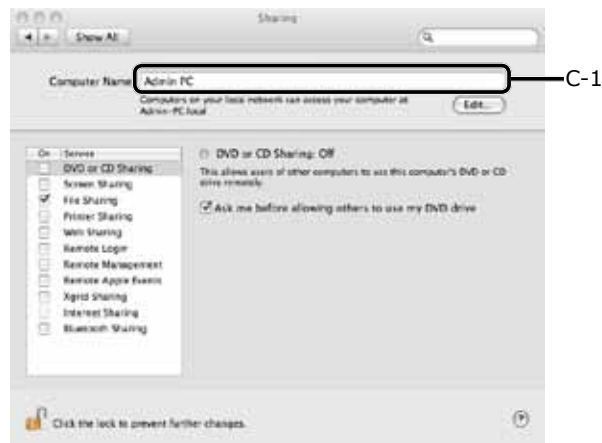 Sharing
Show All
Computer Name
Admin PC
C-1
Computers on your local network can access your computer at
Admin-PC.local
Edit...
On Service
DVD or CD Sharing
Screen Sharing
File Sharing
Printer Sharing
Web Sharing
Remote Login
Remote Management
Remote Apple Events
Xgrid Sharing
Internet Sharing
Bluetooth Sharing
DVD or CD Sharing: Off
This allows users of other computers to use this computer's DVD or CD
drive remotely.
Ask me before allowing others to use my DVD drive
Click the lock to prevent further changes.
?